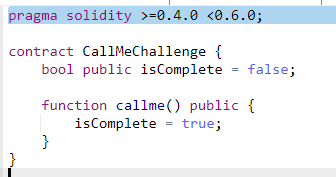 pragma solidity >=0.4.0 <0.6.0;
contract CallMeChallenge {
    bool public isComplete = false;
    function callme() public {
        isComplete = true;
    }
}